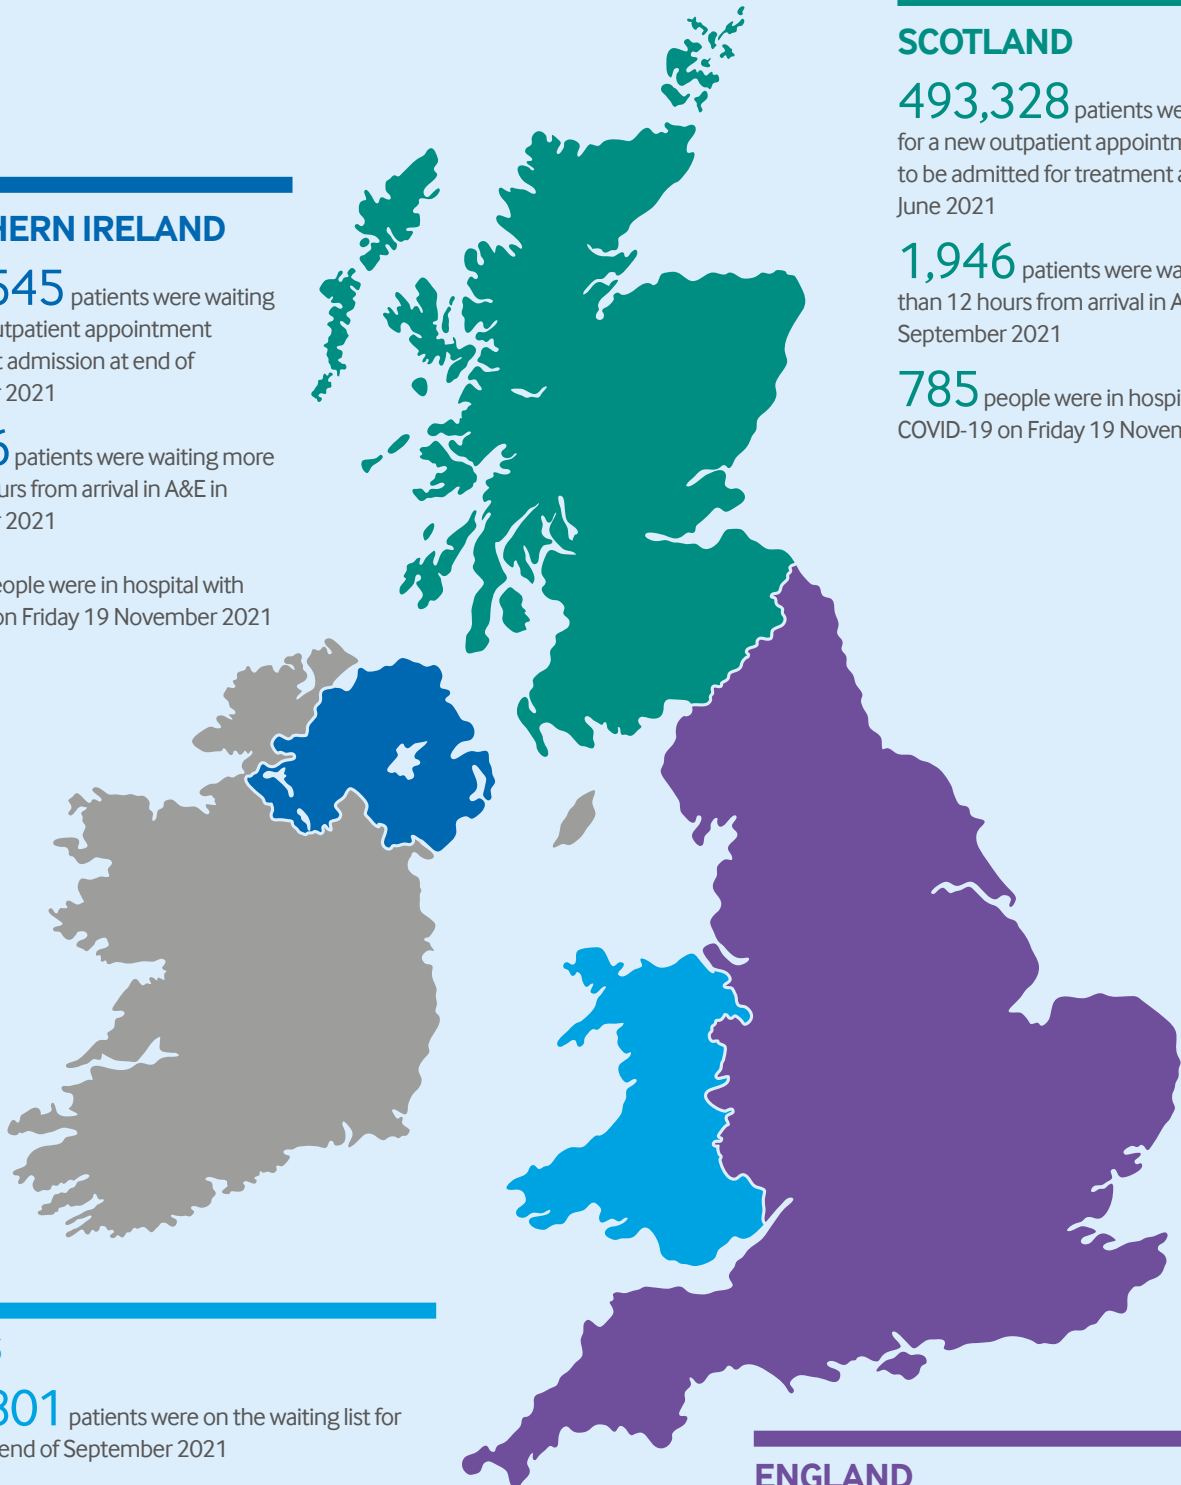 SCOTLAND
493,328 patients we
for a new outpatient appointm
to be admitted for treatment a
June 2021
1,946 patients were wa
than 12 hours from arrival in A
September 2021
785 people were in hospi
COVID-19 on Friday 19 Novem
HERN IRELAND
545 patients were waiting
utpatient appointment
t admission at end of
r 2021
6 patients were waiting more
urs from arrival in A&E in
r 2021
eople were in hospital with
on Friday 19 November 2021
S
801 patients were on the waiting list for
end of September 2021
ENGLAND